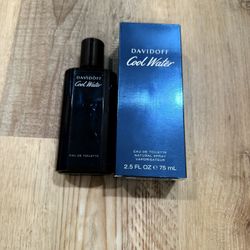 DAVIDOFF
Cool Water
EAU DE TOILETTE
DAVIDOFF
Cool Water
EAU DE TOILETTE
NATURAL SPRAY
VAPORISATEUR
2.5 FL OZ ℮ 75 mL